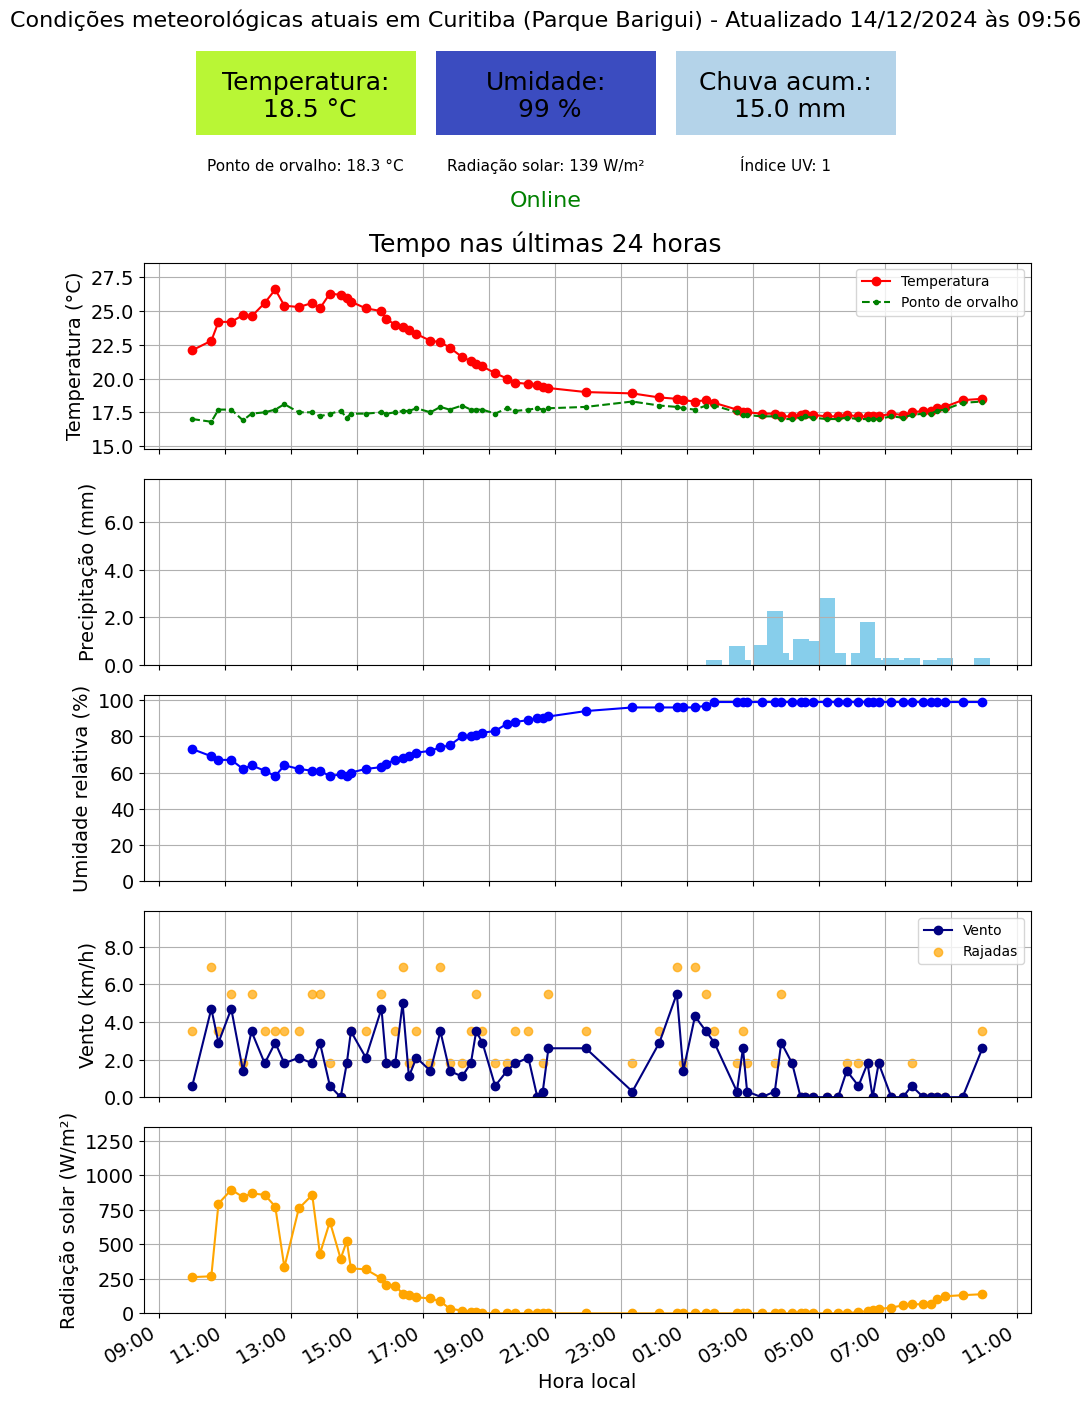 Condições meteorológicas atuais em Curitiba (Parque Barigui) - Atualizado 14/12/2024 às 09:56
Temperatura:
18.5 °C
Umidade:
99 %
Chuva acum.:
15.0 mm
Ponto de orvalho: 18.3 °C
Radiação solar: 139 W/m²
Índice UV: 1
Online
Tempo nas últimas 24 horas
Temperatura (°C)
27.5
25.0
22.5
20.0
17.5
15.0
Temperatura
Ponto de orvalho
Precipitação (mm)
6.0
4.0
2.0
0.0
Umidade relativa (%)
100
80
60
40
20
0
Vento (km/h)
8.0
6.0
4.0
2.0
0.0
Vento
Rajadas
Radiação solar (W/m²)
1250
1000
750
500
250
0
09:00
11:00
13:00
15:00
17:00
19:00
21:00
23:00
01:00
03:00
05:00
07:00
09:00
11:00
Hora local